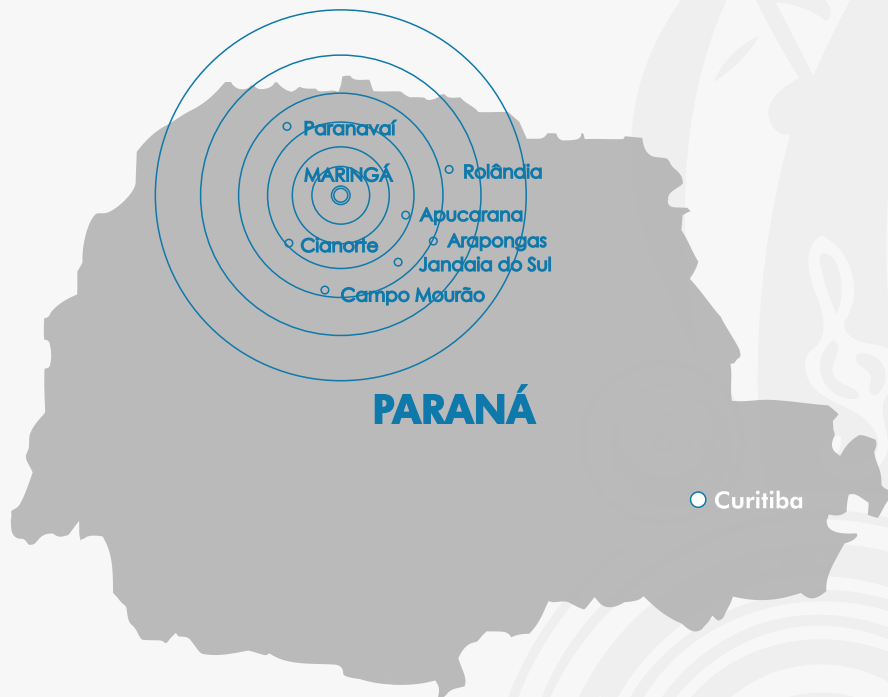 Paranavaí
Rolândia
MARINGÁ
Apucarana
Arapongas
Cianorte
Jandaia do Sul
Campo Mourão
PARANÁ
Curitiba